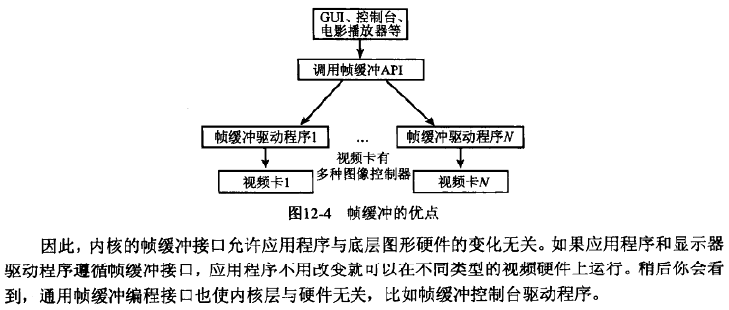 GUI、控制台、
电影播放器等
调用帧缓冲API
帧缓冲驱动程序1
...
帧缓冲驱动程序N
视频卡有
多种图像控制器
视频卡1
视频卡N
图12-4 帧缓冲的优点
因此，内核的帧缓冲接口允许应用程序与底层图形硬件的变化无关。如果应用程序和显示器
驱动程序遵循帧缓冲接口，应用程序不用改变就可以在不同类型的视频硬件上运行。稍后你会看
到，通用帧缓冲编程接口也使内核层与硬件无关，比如帧缓冲控制台驱动程序。